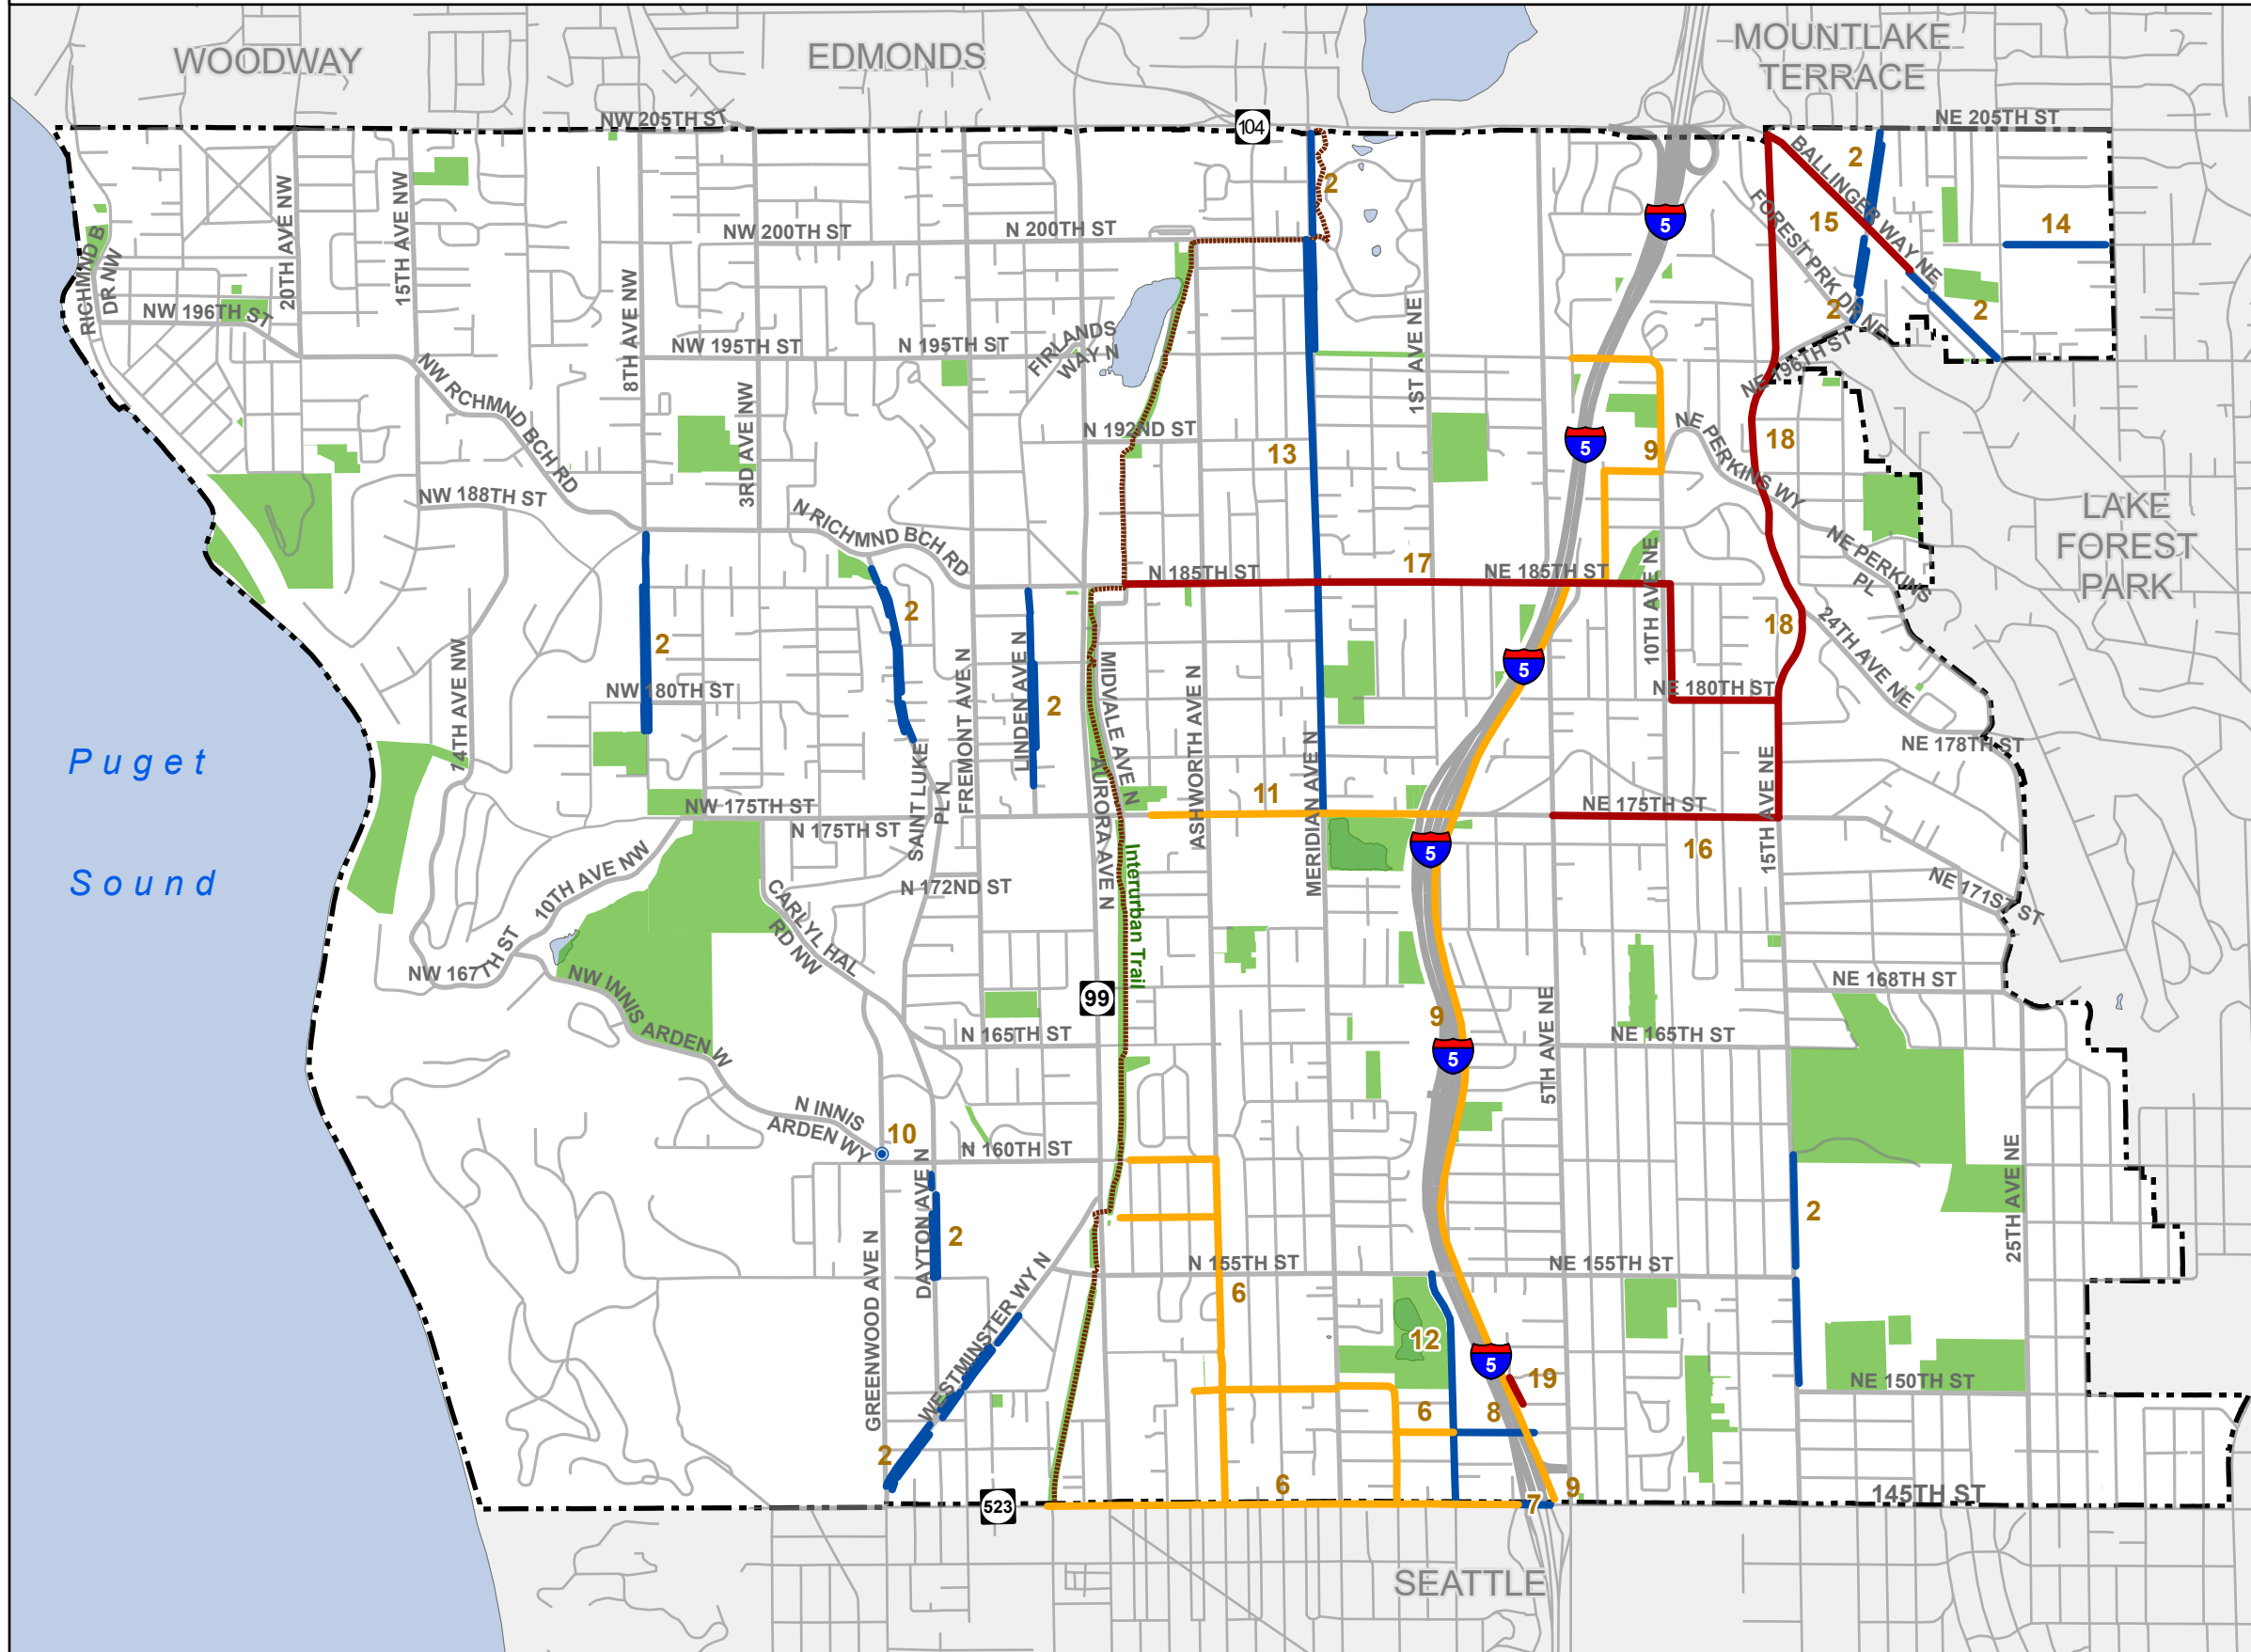 WOODWAY
EDMONDS
MOUNTLAKE
TERRACE
NW 205TH ST
104
NE 205TH ST
2
2
BALLINGER WAY NE
15
14
FOREST PRK DR NE
5
20TH AVE NW
15TH AVE NW
NW 200TH ST
N 200TH ST
RICHMND B
DR NW
NW 196TH ST
8TH AVE NW
NW 195TH ST
N 195TH ST
FIRLANDS
WAY N
1ST AVE NE
2
2
NE 196TH ST
NW RCHMND BCH RD
3RD AVE NW
N 192ND ST
13
5
9
NE PERKINS WY
18
NW 188TH ST
N RICHMND BCH RD
LAKE
FOREST
PARK
NE PERKINS
PL
N 185TH ST
17
NE 185TH ST
10TH AVE NE
2
2
18
24TH AVE NE
14TH AVE NW
NW 180TH ST
FREMONT AVE N
LINDEN AVE N
2
MIDVALE AVE N
ASHWORTH AVE N
5
NE 180TH ST
NE 178TH ST
Puget
Sound
SAINT LUKE
PL N
AURORA AVE N
MERIDIAN AVE N
11
NW 175TH ST
N 175TH ST
NE 175TH ST
15TH AVE NE
16
5
10TH AVE NW
N 172ND ST
Interurban Trail
NE 171ST ST
CARLYL HAL
RD NW
NW 167TH ST
NW INNIS ARDEN W
99
NE 168TH ST
5TH AVE NE
9
5
N 165TH ST
NE 165TH ST
N INNIS
ARDEN WY
10
N 160TH ST
DAYTON AVE N
2
25TH AVE NE
2
GREENWOOD AVE N
WESTMINSTER WY N
N 155TH ST
NE 155TH ST
6
12
5
19
NE 150TH ST
6
8
2
6
9
7
523
145TH ST
SEATTLE